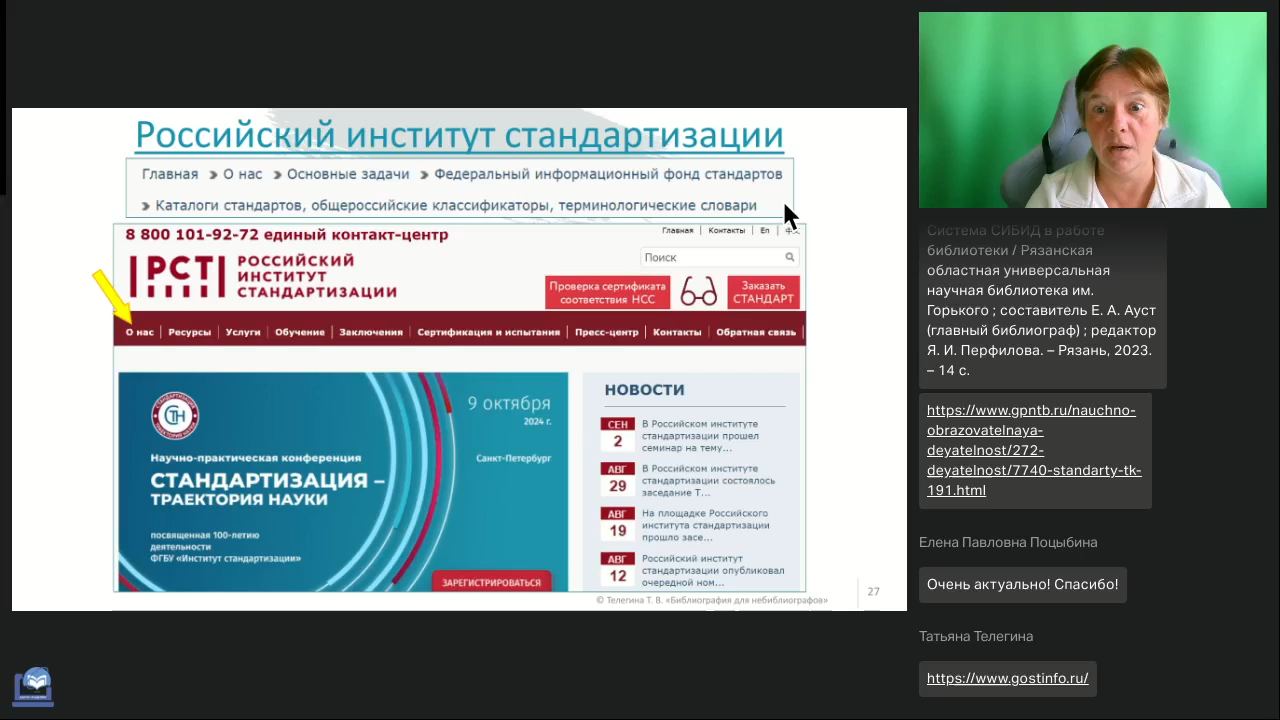 Российский институт стандартизации
Главная » О нас » Основные задачи » Федеральный информационный фонд стандартов
» Каталоги стандартов, общероссийские классификаторы, терминологические словари
8 800 101-92-72 единый контакт-центр
Главная | Контакты | En | 中文
Поиск
РСТ
РОССИЙСКИЙ
ИНСТИТУТ
СТАНДАРТИЗАЦИИ
Проверка сертификата
соответствия НСС
Заказать
СТАНДАРТ
О нас | Ресурсы | Услуги | Обучение | Заключения | Сертификация и испытания | Пресс-центр | Контакты | Обратная связь |
9 октября
2024 г.
Санкт-Петербург
Научно-практическая конференция
СТАНДАРТИЗАЦИЯ –
ТРАЕКТОРИЯ НАУКИ
посвященная 100-летию
деятельности
ФГБУ «Институт стандартизации»
ЗАРЕГИСТРИРОВАТЬСЯ
НОВОСТИ
СЕН
2
В Российском институте
стандартизации прошел
семинар на тему...
АВГ
29
В Российском институте
стандартизации состоялось
заседание Т...
АВГ
19
На площадке Российского
института стандартизации
прошло засе...
АВГ
12
Российский институт
стандартизации опубликовал
очередной ном...
© Телегина Т. В. «Библиография для небиблиографов»
27
Система СИБИД в работе
библиотеки / Рязанская
областная универсальная
научная библиотека им.
Горького ; составитель Е. А. Ауст
(главный библиограф) ; редактор
Я. И. Перфилова. – Рязань, 2023.
– 14 с.
https://www.gpntb.ru/nauchno-
obrazovatelnaya-
deyatelnost/272-
deyatelnost/7740-standarty-tk-
191.html
Елена Павловна Поцыбина
Очень актуально! Спасибо!
Татьяна Телегина
https://www.gostinfo.ru/